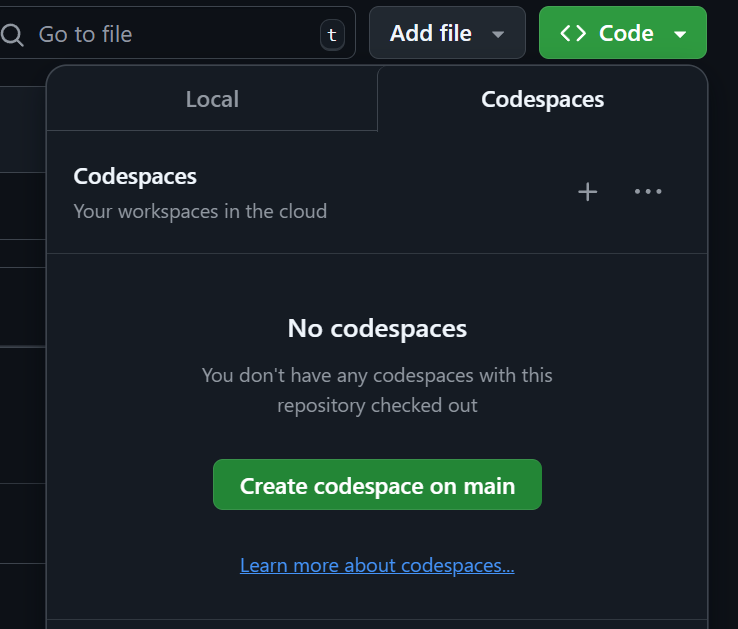 Go to file
t
Add file
Code
Local
Codespaces
Codespaces
Your workspaces in the cloud
No codespaces
You don't have any codespaces with this
repository checked out
Create codespace on main
Learn more about codespaces...